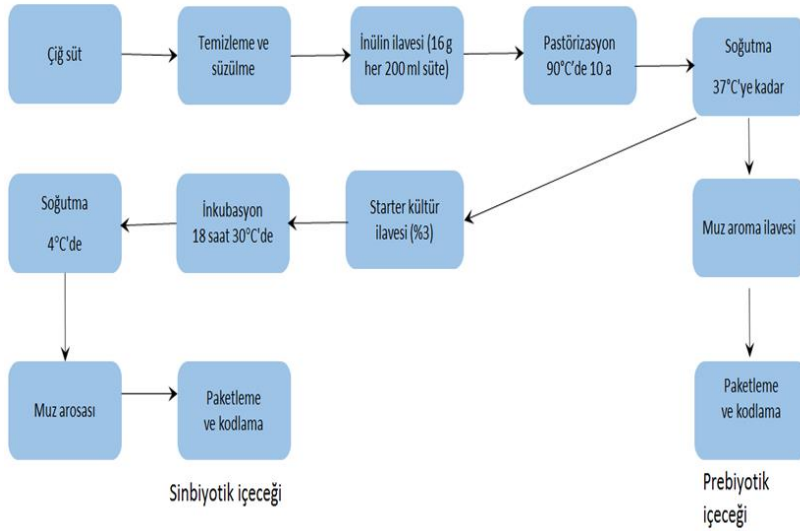 Çiğ süt
Temizleme ve
süzülme
İnülin ilavesi (16 g
her 200 ml süte)
Pastörizasyon
90°C'de 10 a
Soğutma
37°C'ye kadar
Soğutma
4°C'de
İnkubasyon
18 saat 30°C'de
Starter kültür
ilavesi (%3)
Muz aroma ilavesi
Muz arosası
Paketleme
ve kodlama
Paketleme
ve kodlama
Sinbiyotik içeceği
Prebiyotik
içeceği